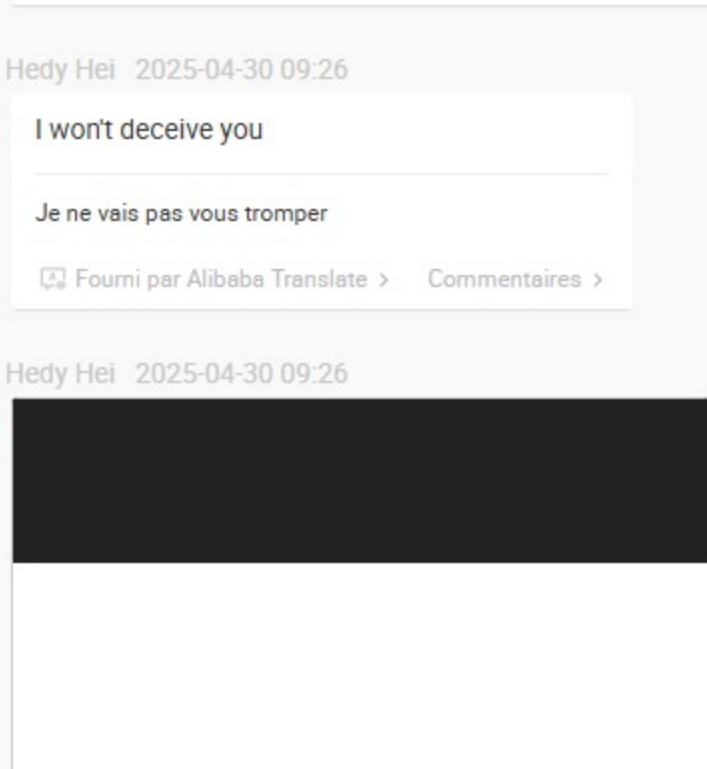 Hedy Hei 2025-04-30 09:26
I won't deceive you
Je ne vais pas vous tromper
Fourni par Alibaba Translate > Commentaires >
Hedy Hei 2025-04-30 09:26